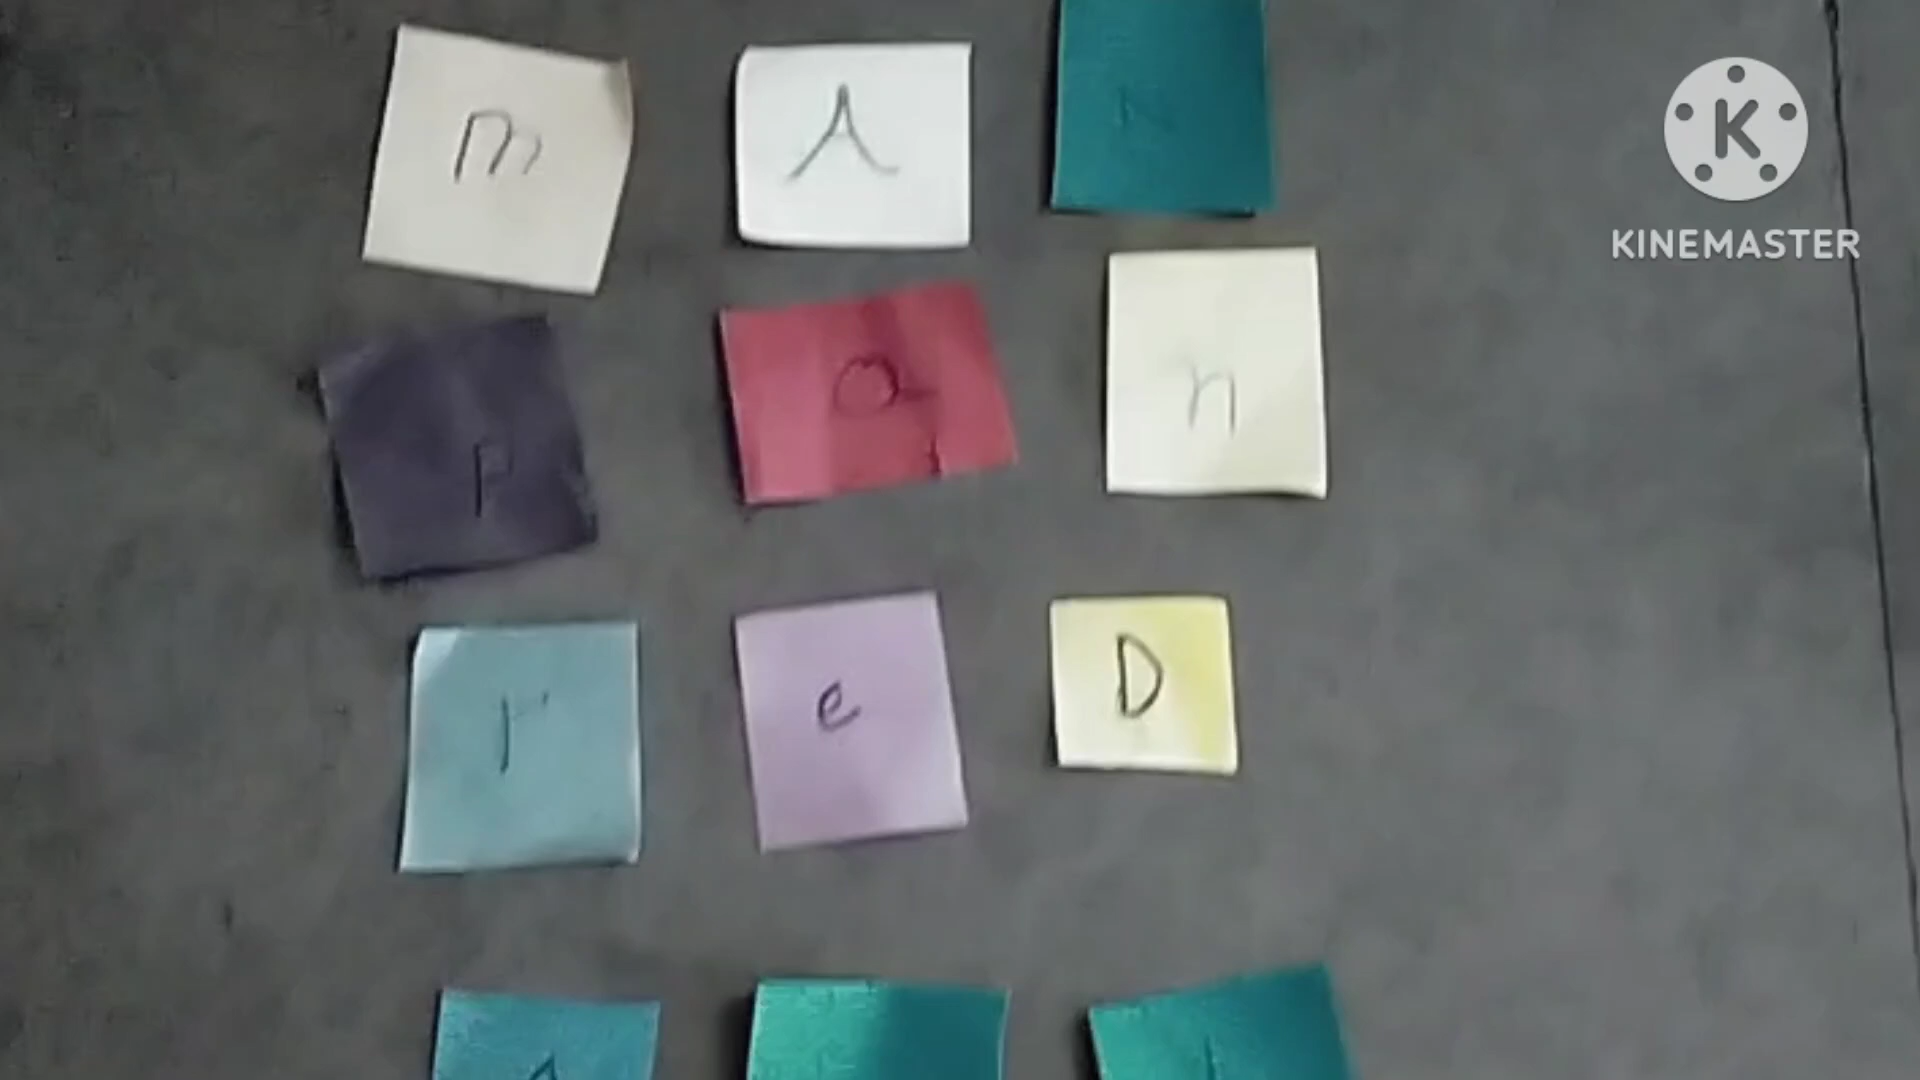 m A N
P a n
r e D
K
KINEMASTER